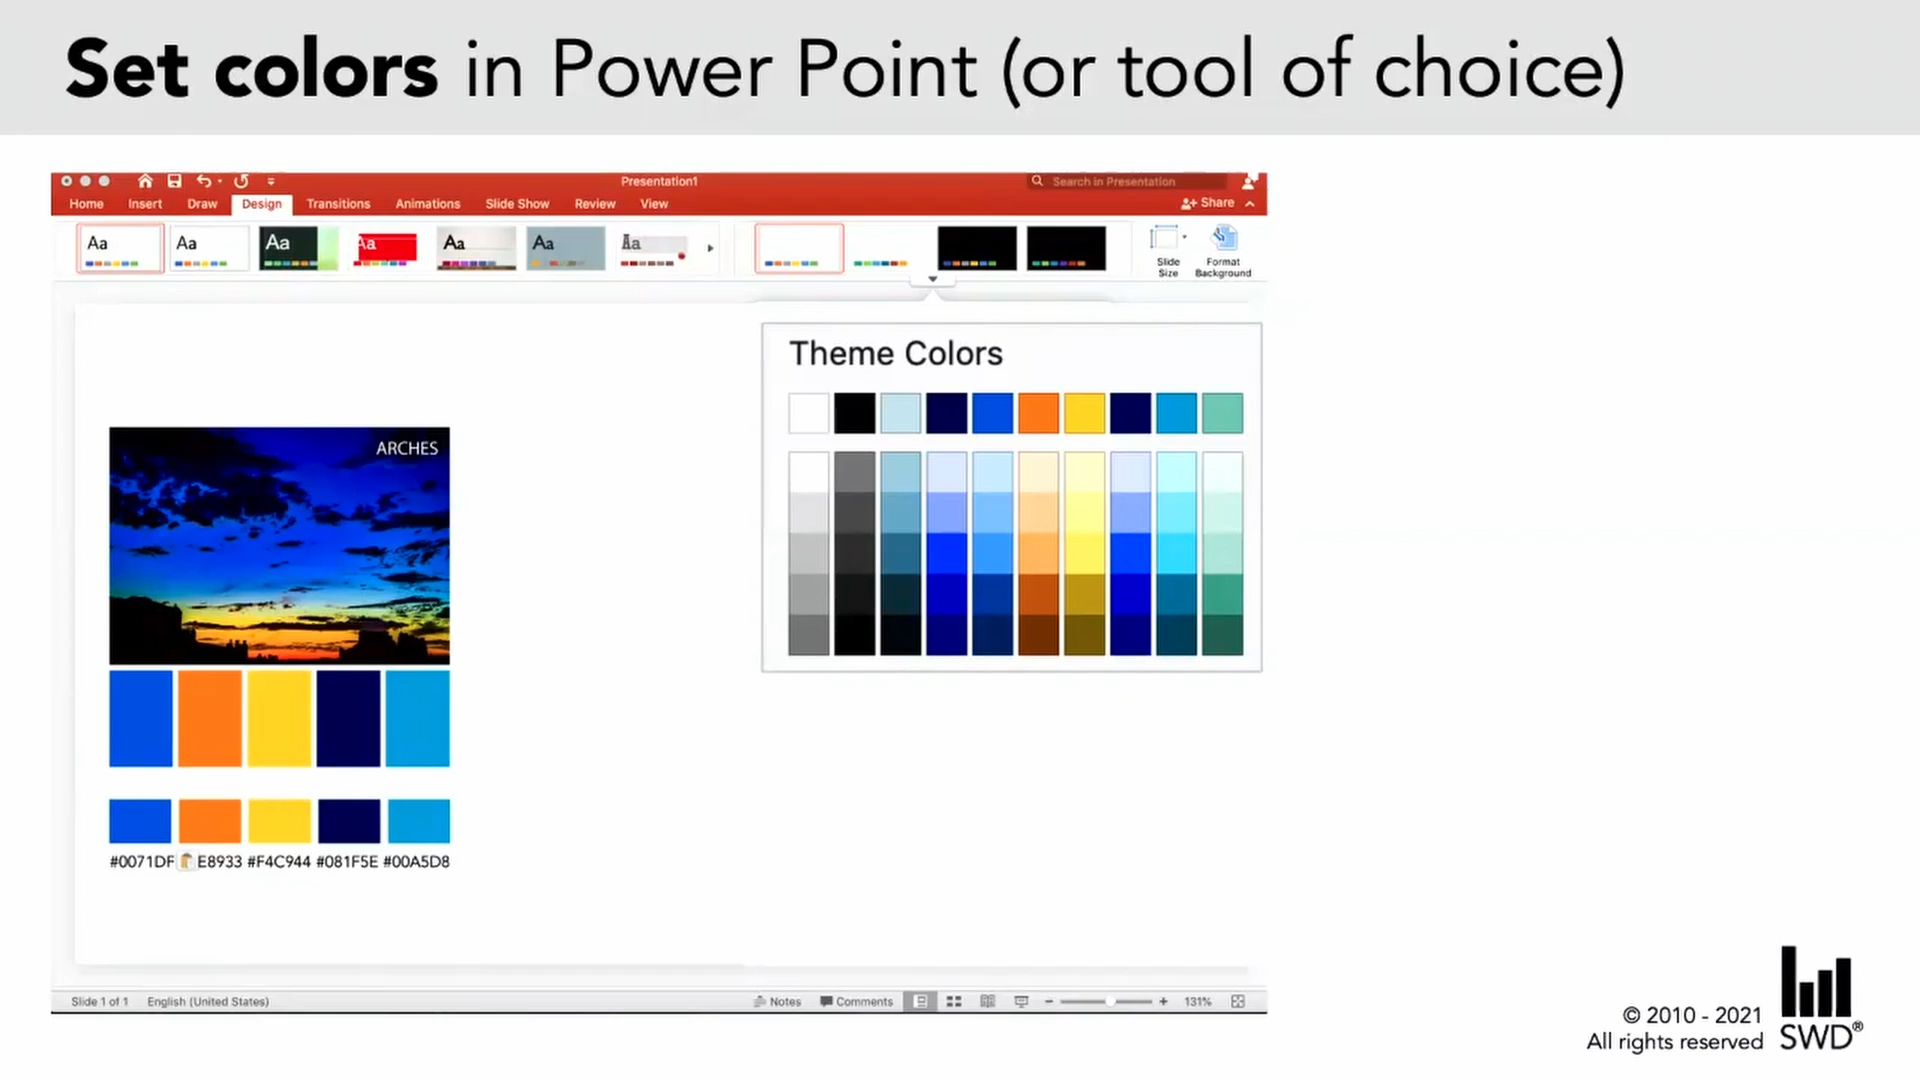 Set colors in Power Point (or tool of choice)
Presentation1
Search in Presentation
Home Insert Draw Design Transitions Animations Slide Show Review View
Share
Aa Aa Aa Aa Aa Aa Aa
Slide
Size
Format
Background
Theme Colors
ARCHES
#0071DF E8933 #F4C944 #081F5E #00A5D8
Slide 1 of 1 English (United States)
Notes Comments 131%
© 2010 - 2021
All rights reserved
SWD®